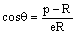 cosθ = (p − R)/eR